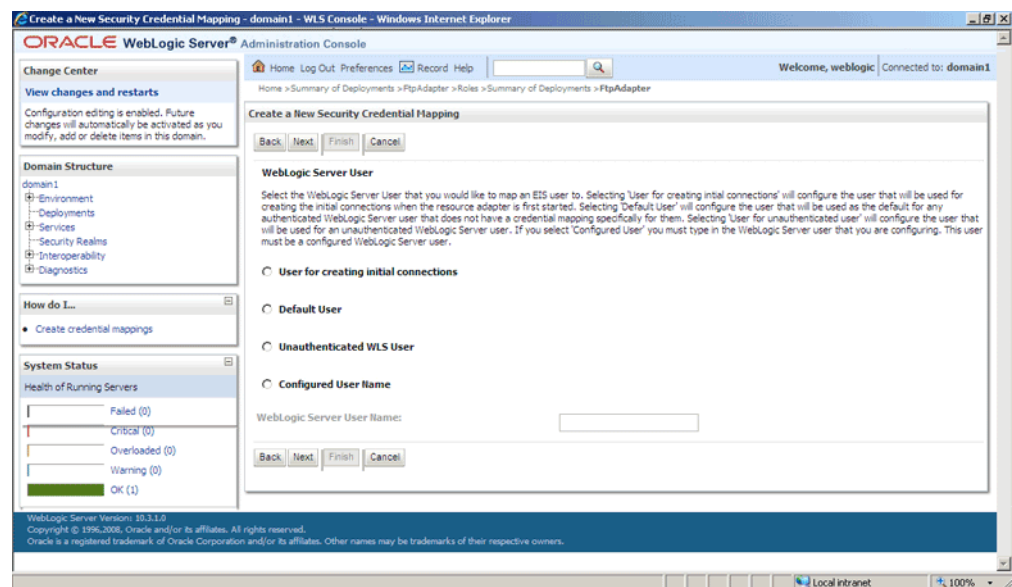 Create a New Security Credential Mapping - domain1 - WLS Console - Windows Internet Explorer
ORACLE WebLogic Server® Administration Console
Change Center
View changes and restarts
Configuration editing is enabled. Future
changes will automatically be activated as you
modify, add or delete items in this domain.
Domain Structure
domain1
Environment
Deployments
Services
Security Realms
Interoperability
Diagnostics
How do I...
Create credential mappings
System Status
Health of Running Servers
Failed (0)
Critical (0)
Overloaded (0)
Warning (0)
OK (1)
Home Log Out Preferences Record Help
Welcome, weblogic Connected to: domain1
Home >Summary of Deployments >FtpAdapter >Roles >Summary of Deployments >FtpAdapter
Create a New Security Credential Mapping
Back Next Finish Cancel
WebLogic Server User
Select the WebLogic Server User that you would like to map an EIS user to. Selecting 'User for creating intial connections' will configure the user that will be used for
creating the initial connections when the resource adapter is first started. Selecting 'Default User' will configure the user that will be used as the default for any
authenticated WebLogic Server user that does not have a credential mapping specifically for them. Selecting 'User for unauthenticated user' will configure the user that
will be used for an unauthenticated WebLogic Server user. If you select 'Configured User' you must type in the WebLogic Server user that you are configuring. This user
must be a configured WebLogic Server user.
User for creating initial connections
Default User
Unauthenticated WLS User
Configured User Name
WebLogic Server User Name:
Back Next Finish Cancel
WebLogic Server Version: 10.3.1.0
Copyright © 1996,2008, Oracle and/or its affiliates. All rights reserved.
Oracle is a registered trademark of Oracle Corporation and/or its affiliates. Other names may be trademarks of their respective owners.
Local intranet
100%